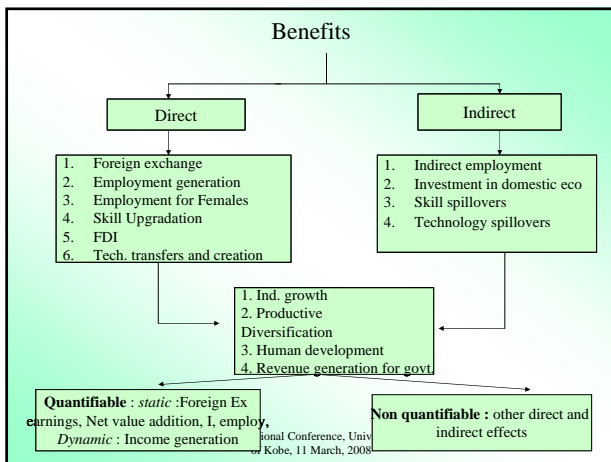 Benefits
Direct
Indirect
1. Foreign exchange
2. Employment generation
3. Employment for Females
4. Skill Upgradation
5. FDI
6. Tech. transfers and creation
1. Indirect employment
2. Investment in domestic eco
3. Skill spillovers
4. Technology spillovers
1. Ind. growth
2. Productive
Diversification
3. Human development
4. Revenue generation for govt.
Quantifiable : static :Foreign Ex
earnings, Net value addition, I, employ,
Dynamic : Income generation
Non quantifiable : other direct and
indirect effects
Conference, Univ
Kobe, 11 March, 2008